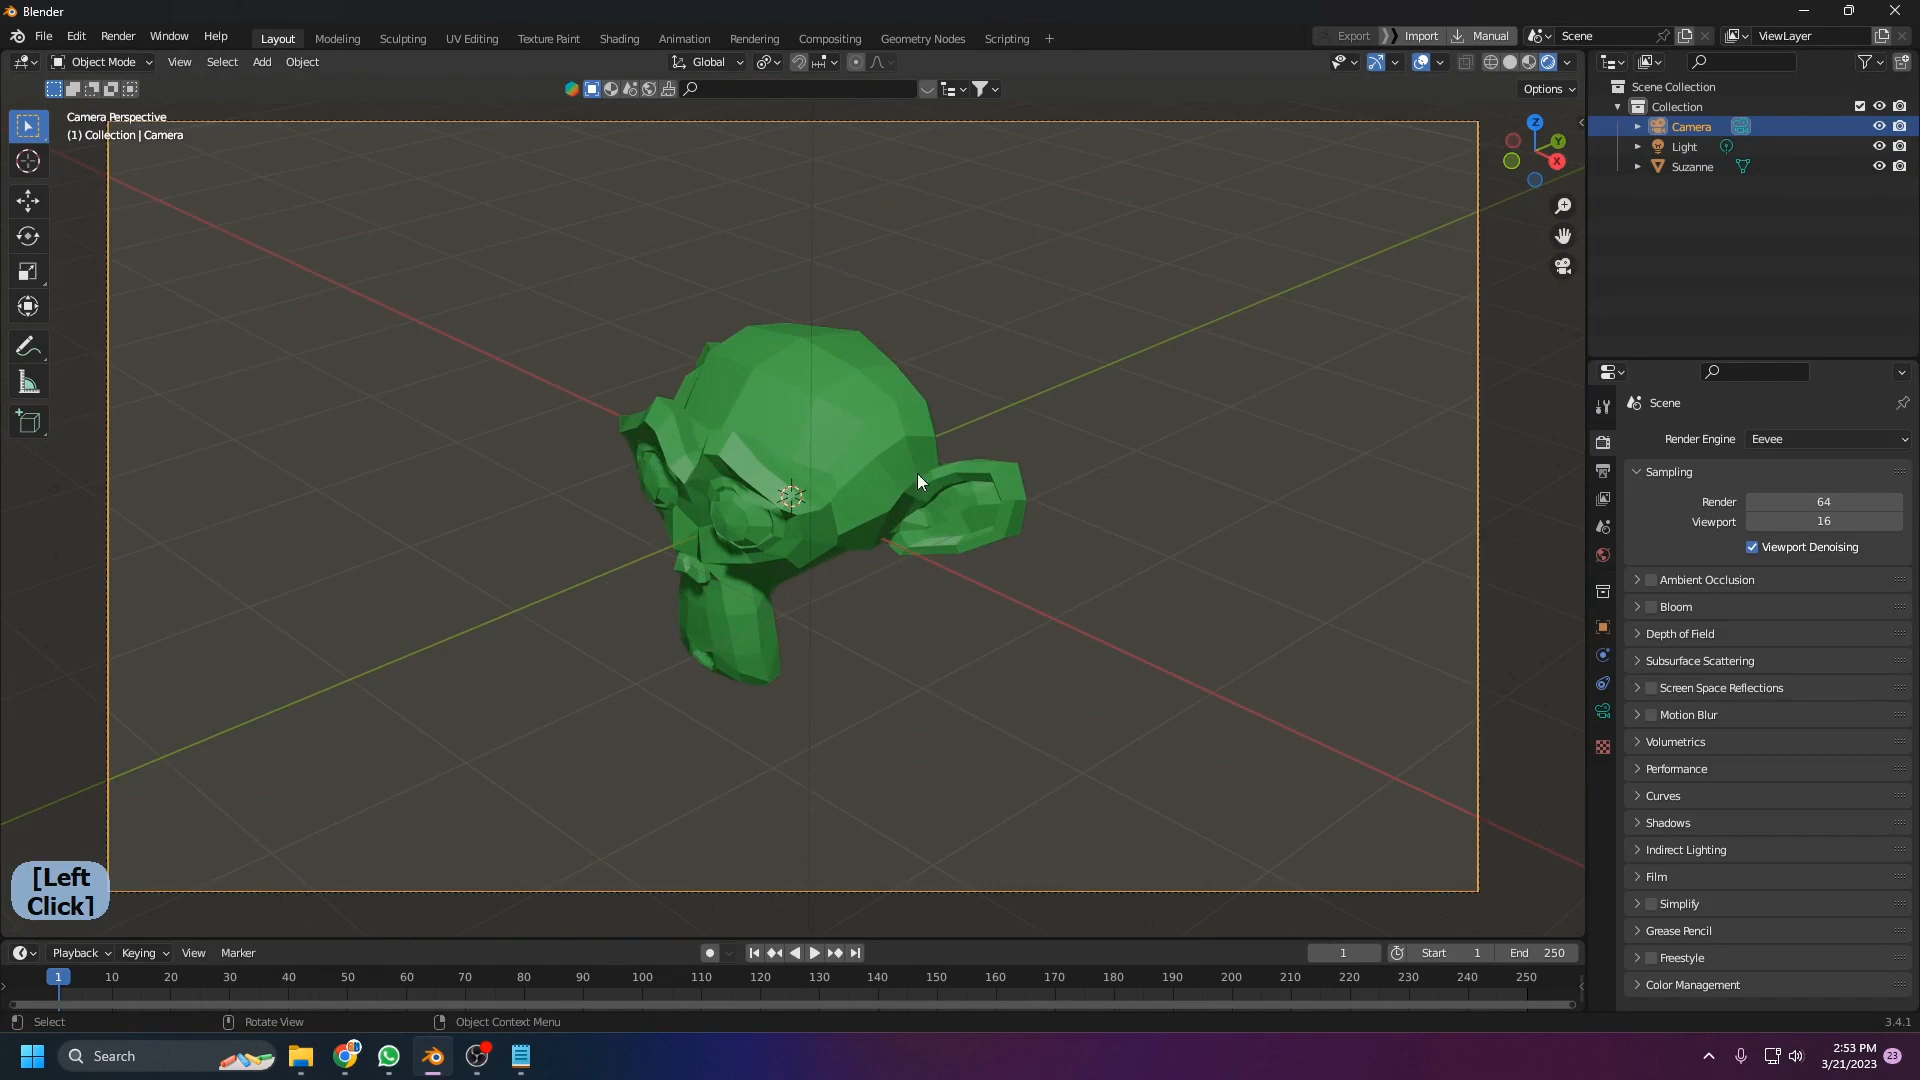 Blender
File Edit Render Window Help Layout Modeling Sculpting UV Editing Texture Paint Shading Animation Rendering Compositing Geometry Nodes Scripting + Export Import Manual Scene ViewLayer
Object Mode View Select Add Object Global
Options
Camera Perspective
(1) Collection | Camera
Z
Y
X
Scene Collection
Collection
Camera
Light
Suzanne
Scene
Render Engine Eevee
Sampling
Render 64
Viewport 16
Viewport Denoising
Ambient Occlusion
Bloom
Depth of Field
Subsurface Scattering
Screen Space Reflections
Motion Blur
Volumetrics
Performance
Curves
Shadows
Indirect Lighting
Film
Simplify
Grease Pencil
Freestyle
Color Management
[Left
Click]
Playback Keying View Marker 1 Start 1 End 250
1 10 20 30 40 50 60 70 80 90 100 110 120 130 140 150 160 170 180 190 200 210 220 230 240 250
Select Rotate View Object Context Menu 3.4.1
Search
2:53 PM
3/21/2023 23